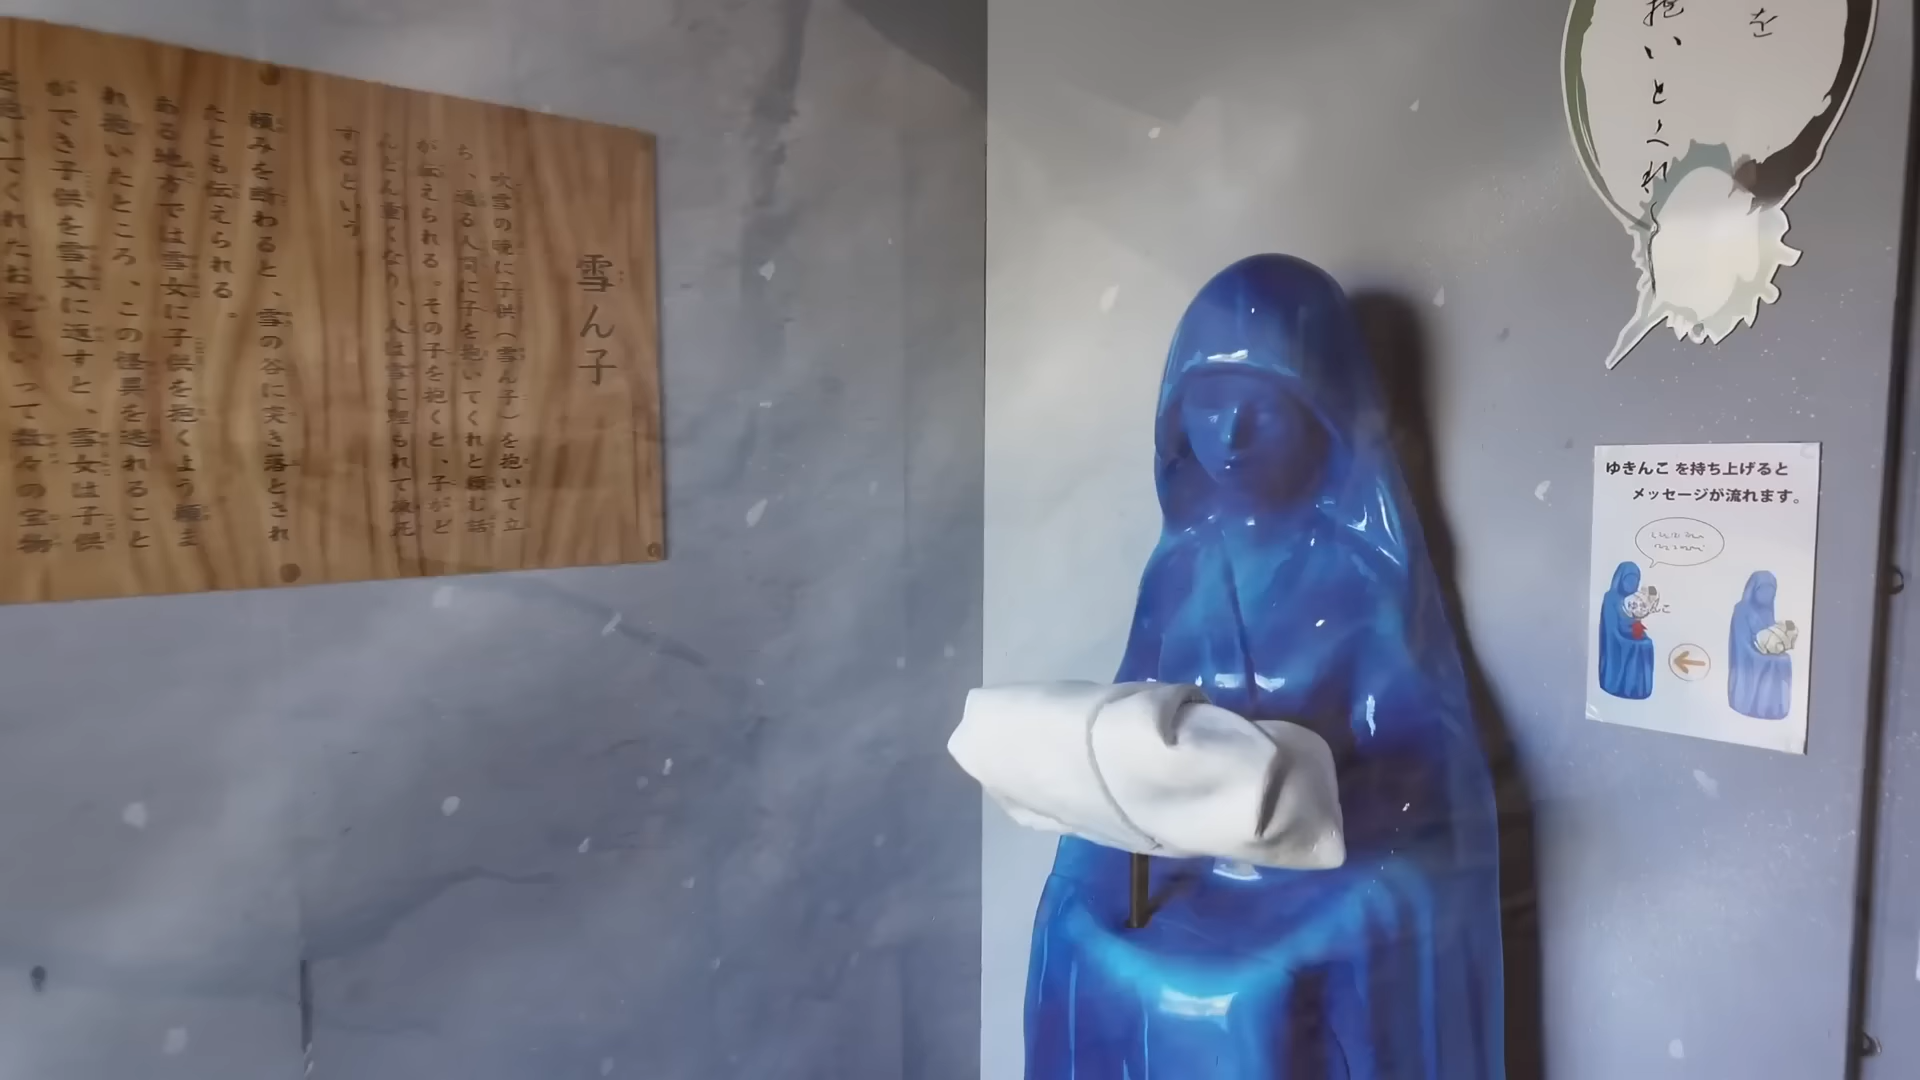 雪ん子
吹雪の晩に子供(雪ん子)を抱いて立
ち、通る人間に子を抱いてくれと頼む話
が伝えられる。その子を抱くと、子がど
んどん重くなり、人は雪に埋もれて凍死
するという
頼みを断わると、雪の谷に突き落とされ
たとも伝えられる。
ある地方では雪女に子供を抱くよう頼ま
れ抱いたところ、この怪異を逃れること
ができ子供を雪女に返すと、雪女は子供
を抱いてくれたお礼といって数々の宝物
を
抱いとくれ
ゆきんこ を持ち上げると
メッセージが流れます。
ゆきんこ